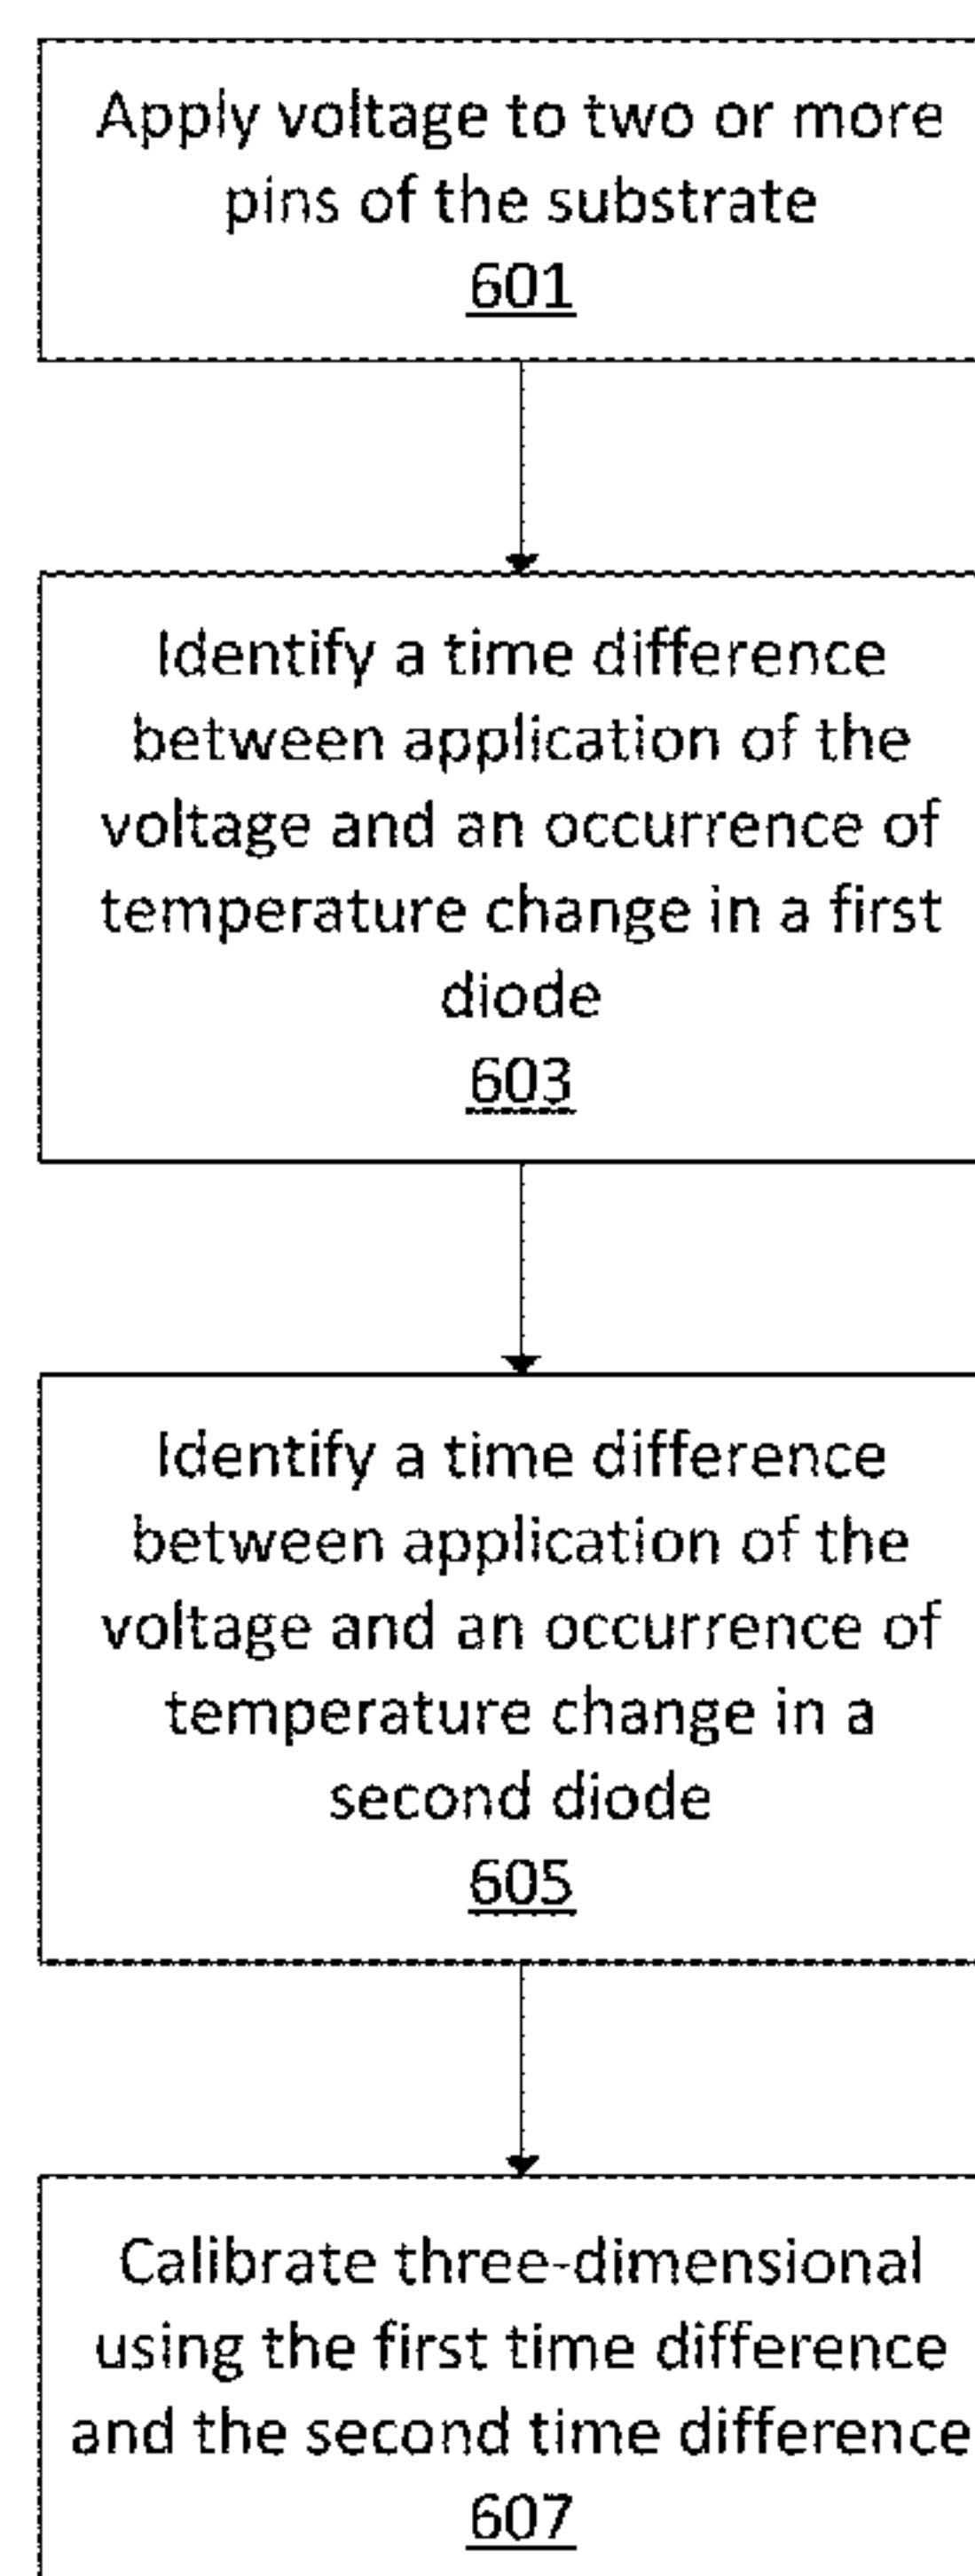 Apply voltage to two or more
pins of the substrate
601
Identify a time difference
between application of the
voltage and an occurrence of
temperature change in a first
diode
603
Identify a time difference
between application of the
voltage and an occurrence of
temperature change in a
second diode
605
Calibrate three-dimensional
using the first time difference
and the second time difference
607